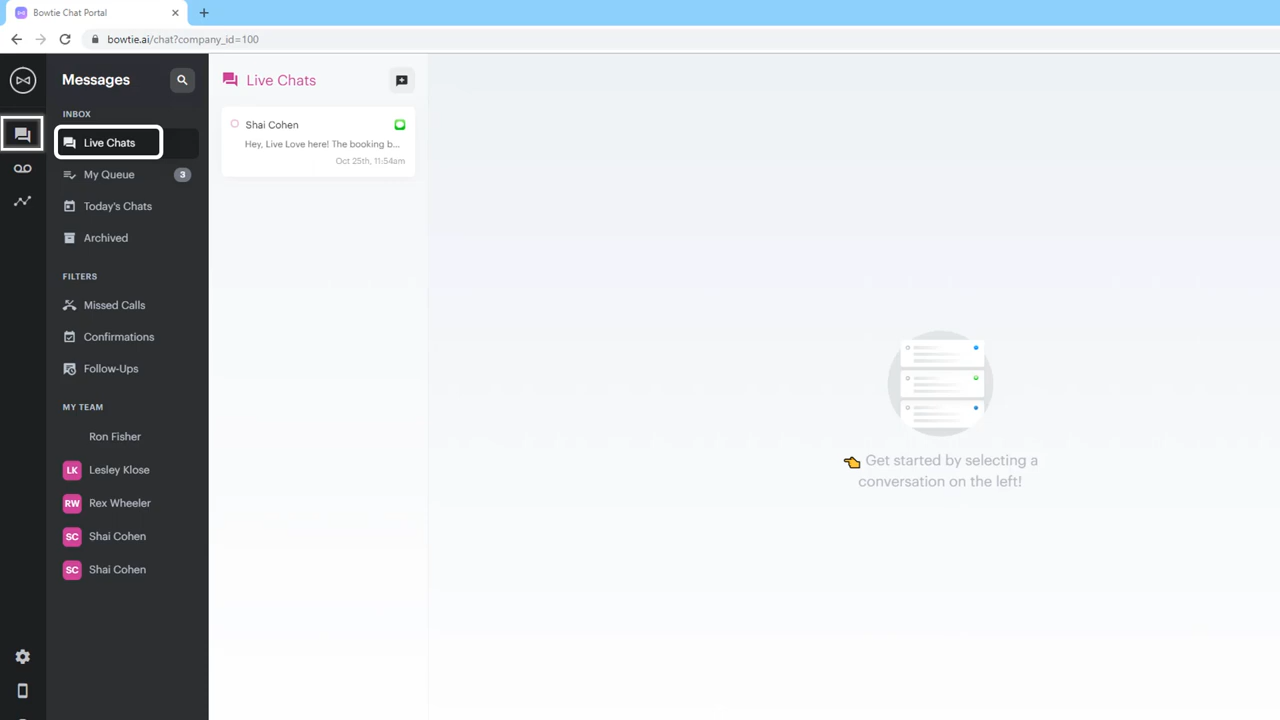 Bowtie Chat Portal
bowtie.ai/chat?company_id=100
Messages
INBOX
Live Chats
My Queue
3
Today's Chats
Archived
FILTERS
Missed Calls
Confirmations
Follow-Ups
MY TEAM
Ron Fisher
LK Lesley Klose
RW Rex Wheeler
SC Shai Cohen
SC Shai Cohen
Live Chats
Shai Cohen
Hey, Live Love here! The booking b...
Oct 25th, 11:54am
Get started by selecting a
conversation on the left!